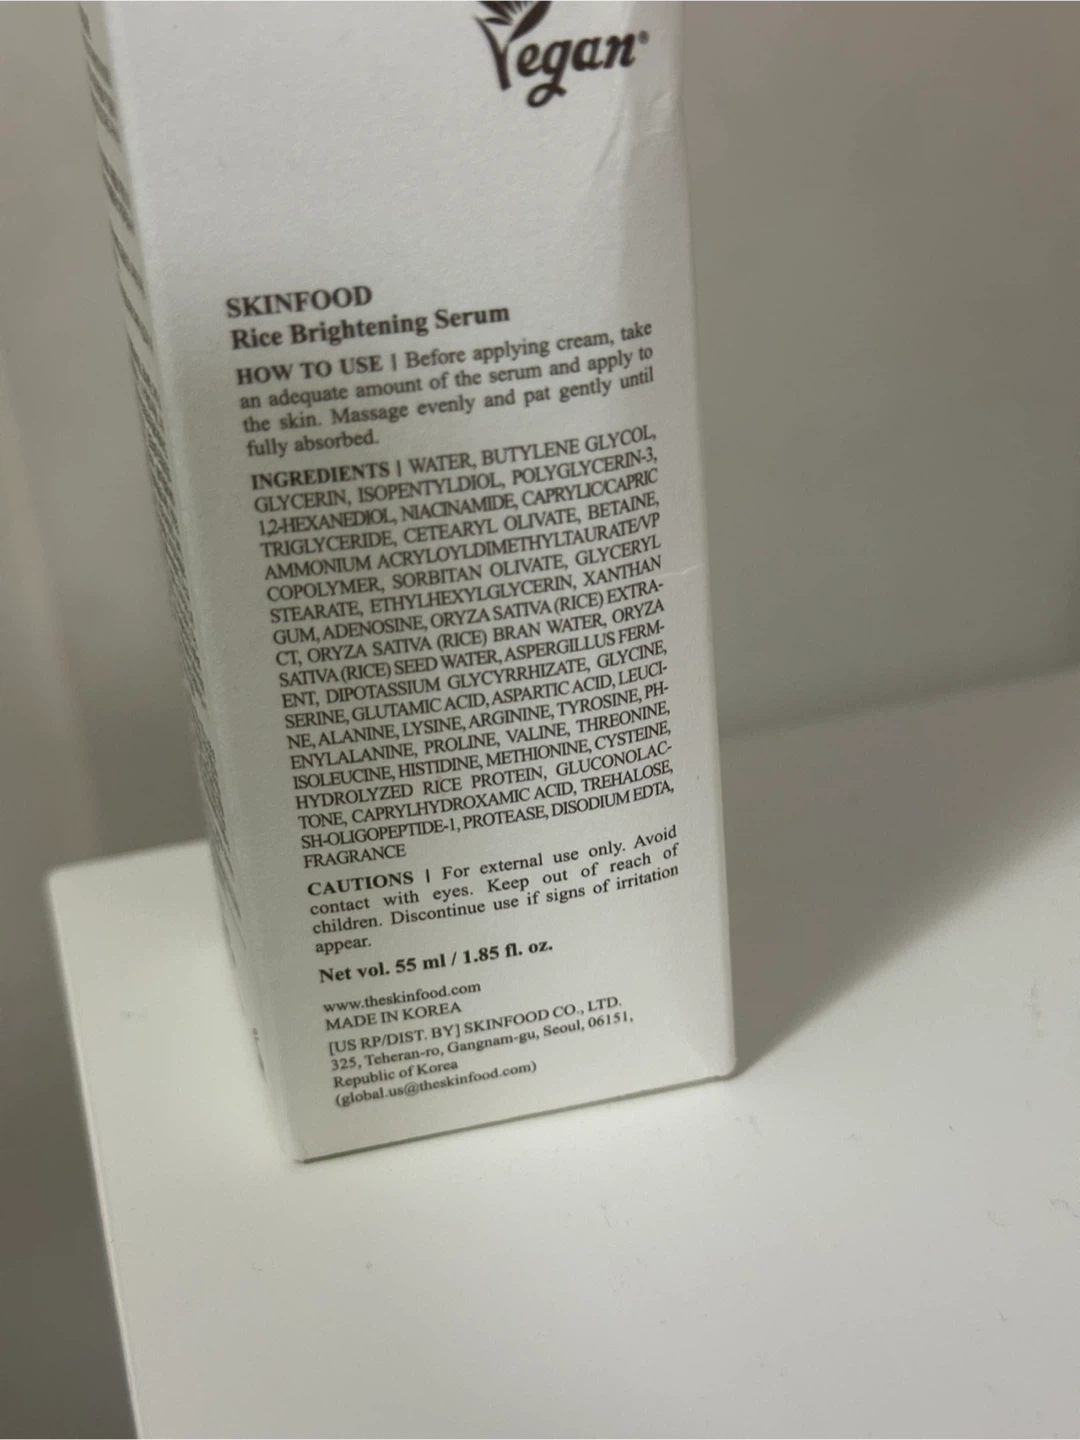 Vegan®
SKINFOOD
Rice Brightening Serum
HOW TO USE | Before applying cream, take
an adequate amount of the serum and apply to
the skin. Massage evenly and pat gently until
fully absorbed.
INGREDIENTS | WATER, BUTYLENE GLYCOL,
GLYCERIN, ISOPENTYLDIOL, POLYGLYCERIN-3,
1,2-HEXANEDIOL, NIACINAMIDE, CAPRYLIC/CAPRIC
TRIGLYCERIDE, CETEARYL OLIVATE, BETAINE,
AMMONIUM ACRYLOYLDIMETHYLTAURATE/VP
COPOLYMER, SORBITAN OLIVATE, GLYCERYL
STEARATE, ETHYLHEXYLGLYCERIN, XANTHAN
GUM, ADENOSINE, ORYZA SATIVA (RICE) EXTRA-
CT, ORYZA SATIVA (RICE) BRAN WATER, ORYZA
SATIVA (RICE) SEED WATER, ASPERGILLUS FERM-
ENT, DIPOTASSIUM GLYCYRRHIZATE, GLYCINE,
SERINE, GLUTAMIC ACID, ASPARTIC ACID, LEUCI-
NE, ALANINE, LYSINE, ARGININE, TYROSINE, PH-
ENYLALANINE, PROLINE, VALINE, THREONINE,
ISOLEUCINE, HISTIDINE, METHIONINE, CYSTEINE,
HYDROLYZED RICE PROTEIN, GLUCONOLAC-
TONE, CAPRYLHYDROXAMIC ACID, TREHALOSE,
SH-OLIGOPEPTIDE-1, PROTEASE, DISODIUM EDTA,
FRAGRANCE
CAUTIONS | For external use only. Avoid
contact with eyes. Keep out of reach of
children. Discontinue use if signs of irritation
appear.
Net vol. 55 ml / 1.85 fl. oz.
www.theskinfood.com
MADE IN KOREA
[US RP/DIST. BY] SKINFOOD CO., LTD.
325, Teheran-ro, Gangnam-gu, Seoul, 06151,
Republic of Korea
(global.us@theskinfood.com)